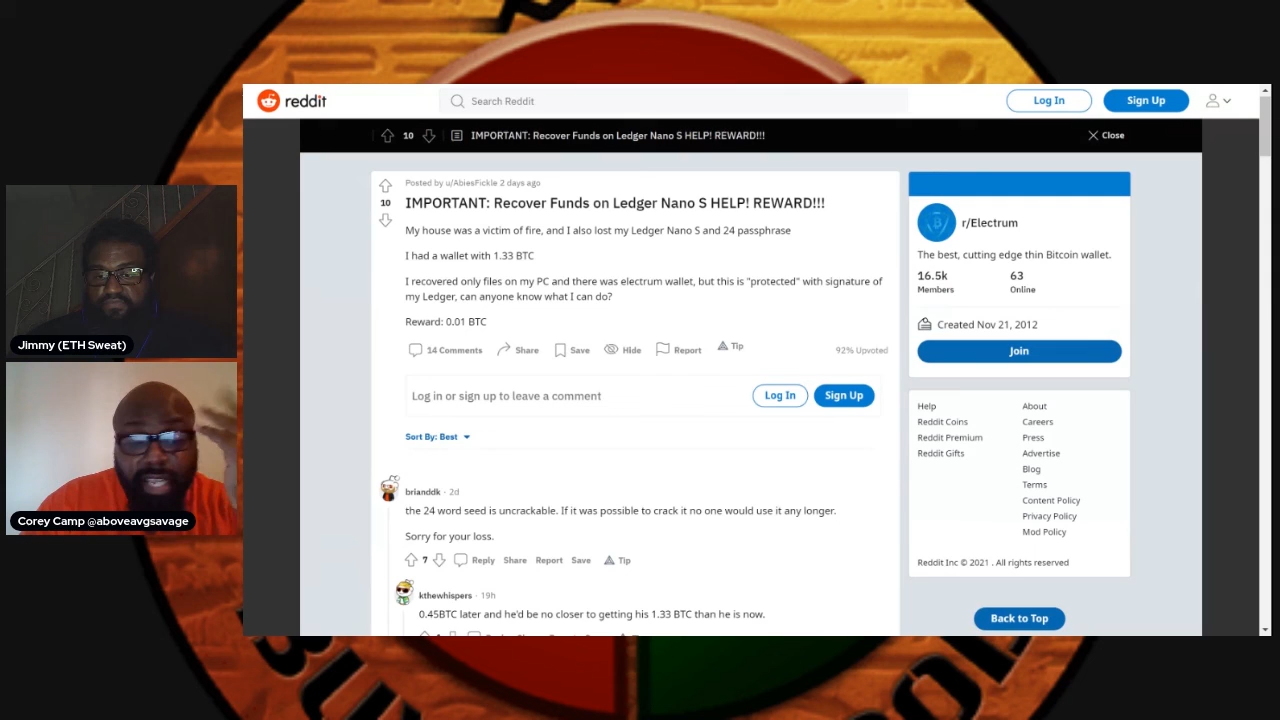 reddit
Search Reddit
Log In
Sign Up
10
IMPORTANT: Recover Funds on Ledger Nano S HELP! REWARD!!!
Close
Posted by u/AbiesFickle 2 days ago
10
IMPORTANT: Recover Funds on Ledger Nano S HELP! REWARD!!!
My house was a victim of fire, and I also lost my Ledger Nano S and 24 passphrase
I had a wallet with 1.33 BTC
I recovered only files on my PC and there was electrum wallet, but this is "protected" with signature of
my Ledger, can anyone know what I can do?
Reward: 0.01 BTC
14 Comments
Share
Save
Hide
Report
Tip
92% Upvoted
Log in or sign up to leave a comment
Log In
Sign Up
Sort By: Best
brianddk · 2d
the 24 word seed is uncrackable. If it was possible to crack it no one would use it any longer.
Sorry for your loss.
7
Reply
Share
Report
Save
Tip
kthewhispers · 19h
0.45BTC later and he'd be no closer to getting his 1.33 BTC than he is now.
r/Electrum
The best, cutting edge thin Bitcoin wallet.
16.5k
63
Members
Online
Created Nov 21, 2012
Join
Help
About
Reddit Coins
Careers
Reddit Premium
Press
Reddit Gifts
Advertise
Blog
Terms
Content Policy
Privacy Policy
Mod Policy
Reddit Inc © 2021 . All rights reserved
Back to Top
Jimmy (ETH Sweat)
Corey Camp @aboveavgsavage